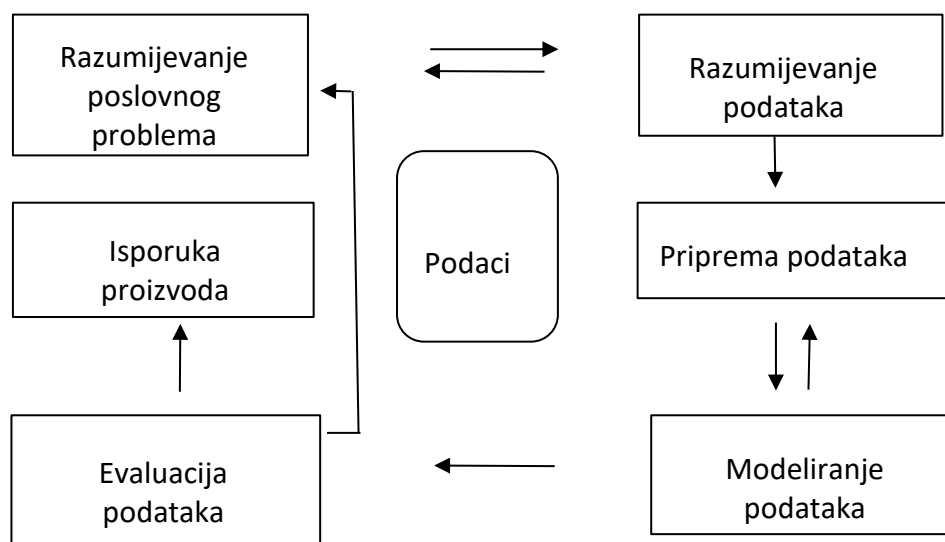 Razumijevanje
poslovnog
problema
Razumijevanje
podataka
Isporuka
proizvoda
Podaci
Priprema podataka
Evaluacija
podataka
Modeliranje
podataka